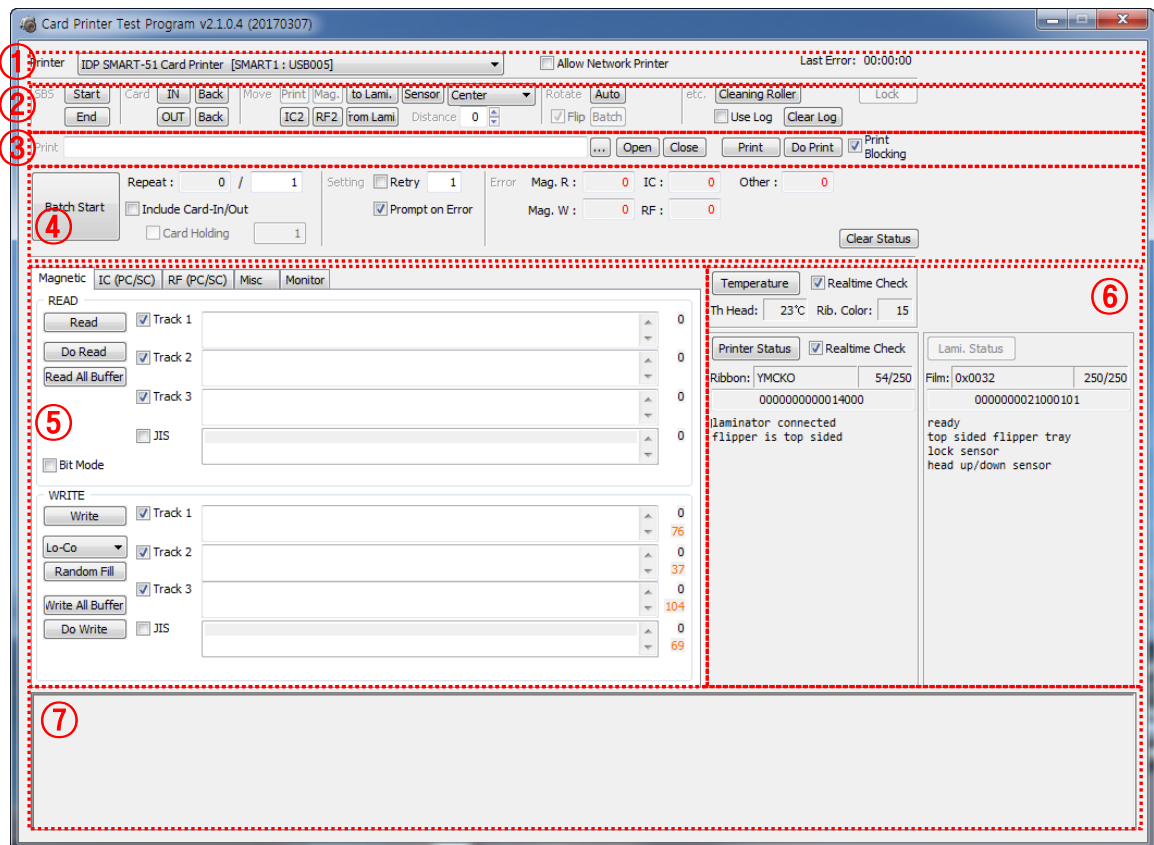 Card Printer Test Program v2.1.0.4 (20170307)
① Printer IDP SMART-51 Card Printer [SMART1 : USB005] Allow Network Printer Last Error: 00:00:00
② SBS Start Card IN Back Move Print Mag. to Lami. Sensor Center Rotate Auto etc. Cleaning Roller Lock
End OUT Back IC2 RF2 rom Lami Distance 0 Flip Batch Use Log Clear Log
③ Print ... Open Close Print Do Print Print Blocking
④ Batch Start Repeat : 0 / 1 Setting Retry 1 Error Mag. R : 0 IC : 0 Other : 0
Include Card-In/Out Prompt on Error Mag. W : 0 RF : 0
Card Holding 1
Clear Status
⑤ Magnetic IC (PC/SC) RF (PC/SC) Misc Monitor
READ
Read Track 1 0
Do Read Track 2 0
Read All Buffer
Track 3 0
JIS 0
Bit Mode
WRITE
Write Track 1 0
76
Lo-Co Track 2 0
Random Fill 37
Track 3 0
Write All Buffer 104
Do Write JIS 0
69
⑥ Temperature Realtime Check
Th Head: 23℃ Rib. Color: 15
Printer Status Realtime Check
Ribbon: YMCKO 54/250
0000000000014000
laminator connected
flipper is top sided
Lami. Status
Film: 0x0032 250/250
0000000021000101
ready
top sided flipper tray
lock sensor
head up/down sensor
⑦